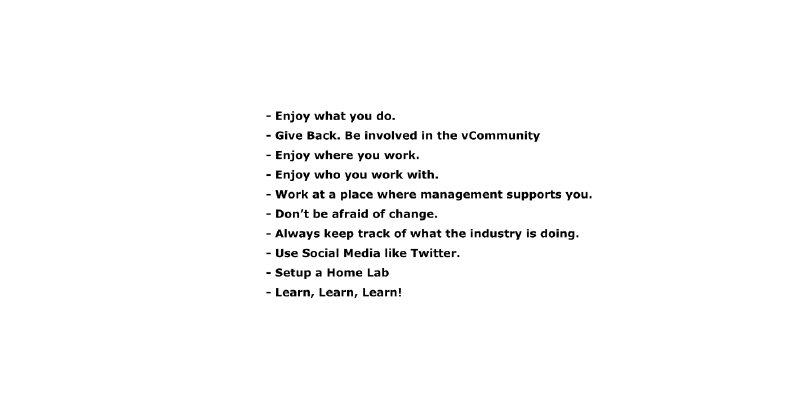 - Enjoy what you do.
- Give Back. Be involved in the vCommunity
- Enjoy where you work.
- Enjoy who you work with.
- Work at a place where management supports you.
- Don’t be afraid of change.
- Always keep track of what the industry is doing.
- Use Social Media like Twitter.
- Setup a Home Lab
- Learn, Learn, Learn!